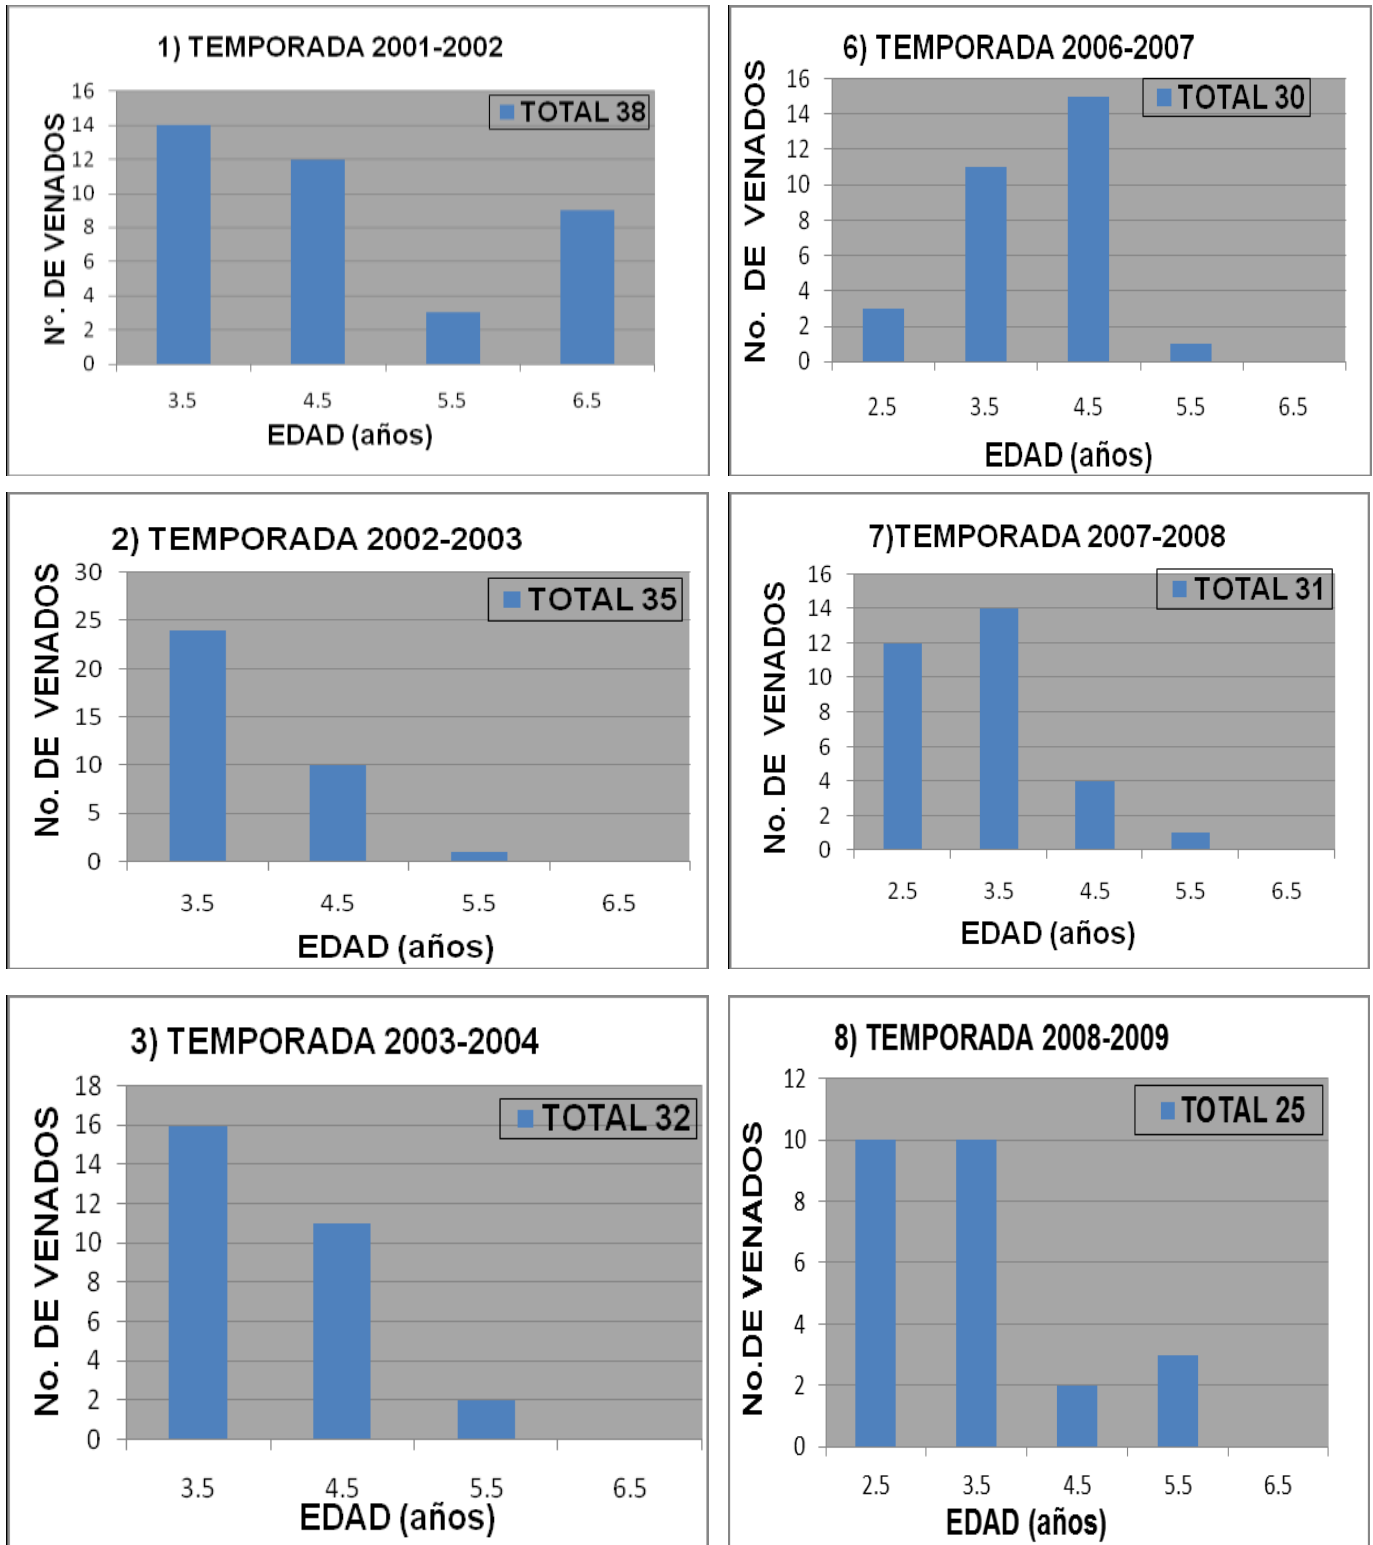 1) TEMPORADA 2001-2002
TOTAL 38
N°. DE VENADOS
16
14
12
10
8
6
4
2
0
3.5 4.5 5.5 6.5
EDAD (años)
6) TEMPORADA 2006-2007
TOTAL 30
No. DE VENADOS
16
14
12
10
8
6
4
2
0
2.5 3.5 4.5 5.5 6.5
EDAD (años)
2) TEMPORADA 2002-2003
TOTAL 35
No. DE VENADOS
30
25
20
15
10
5
0
3.5 4.5 5.5 6.5
EDAD (años)
7)TEMPORADA 2007-2008
TOTAL 31
No. DE VENADOS
16
14
12
10
8
6
4
2
0
2.5 3.5 4.5 5.5 6.5
EDAD (años)
3) TEMPORADA 2003-2004
TOTAL 32
No. DE VENADOS
18
16
14
12
10
8
6
4
2
0
3.5 4.5 5.5 6.5
EDAD (años)
8) TEMPORADA 2008-2009
TOTAL 25
No.DE VENADOS
12
10
8
6
4
2
0
2.5 3.5 4.5 5.5 6.5
EDAD (años)